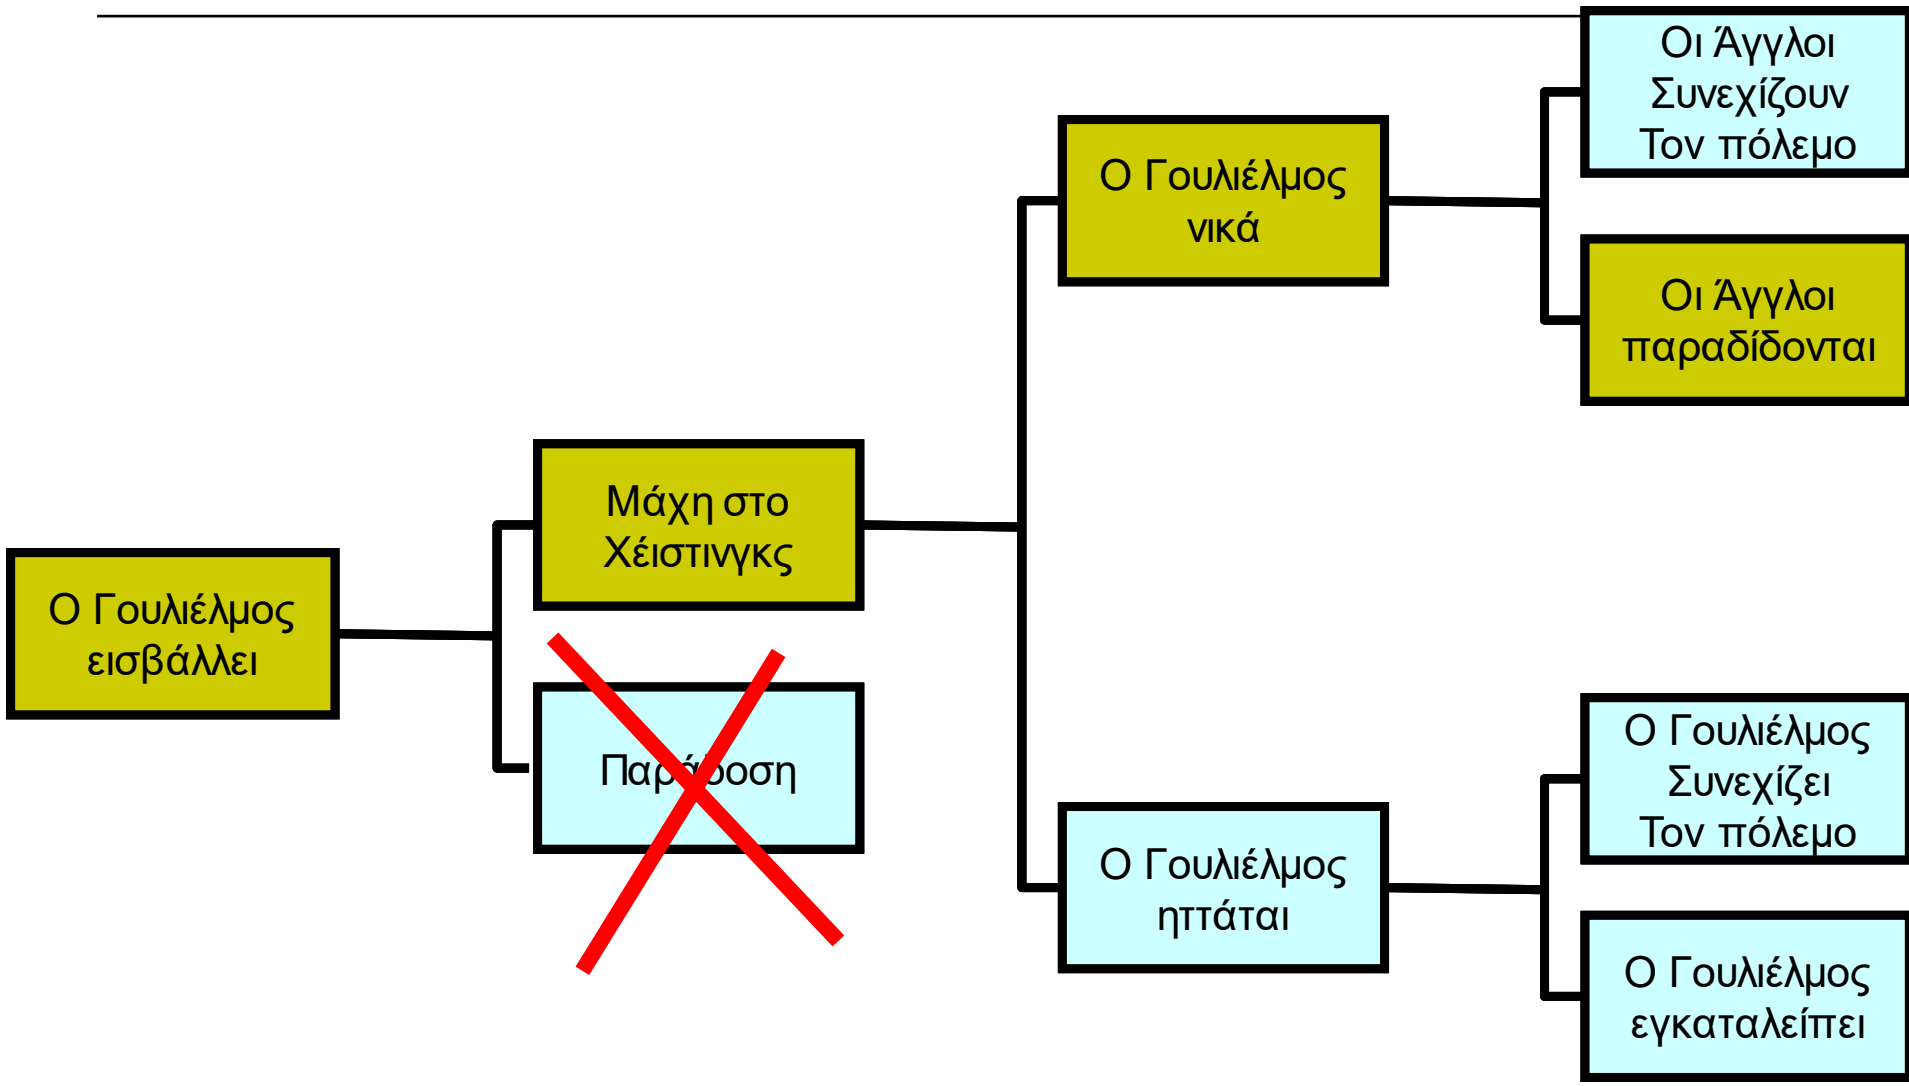 Οι Άγγλοι
Συνεχίζουν
Τον πόλεμο
Ο Γουλιέλμος
νικά
Οι Άγγλοι
παραδίδονται
Μάχη στο
Χέιστινγκς
Ο Γουλιέλμος
εισβάλλει
Παράδοση
Ο Γουλιέλμος
Συνεχίζει
Τον πόλεμο
Ο Γουλιέλμος
ηττάται
Ο Γουλιέλμος
εγκαταλείπει